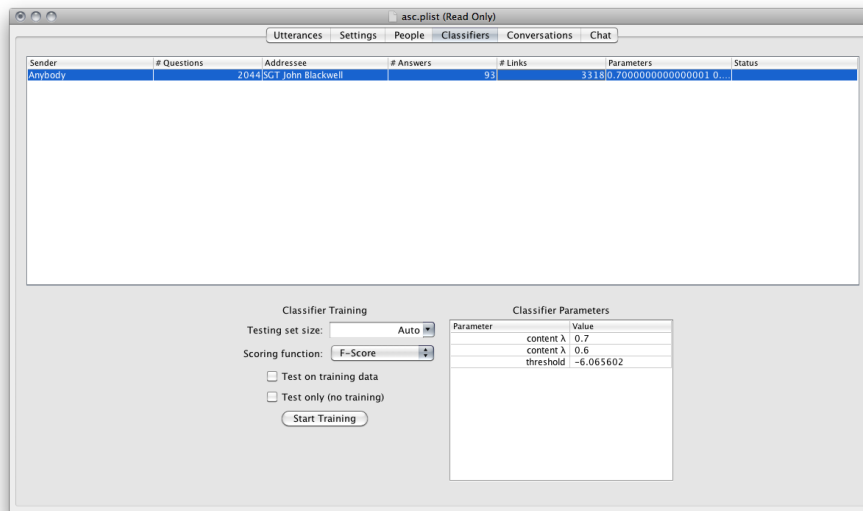 asc.plist (Read Only)
Utterances Settings People Classifiers Conversations Chat
Sender # Questions Addressee # Answers # Links Parameters Status
Anybody 2044 SGT John Blackwell 93 3318 0.7000000000000001 0....
Classifier Training Classifier Parameters
Testing set size: Auto Parameter Value
content λ 0.7
Scoring function: F-Score content λ 0.6
threshold -6.065602
Test on training data
Test only (no training)
Start Training